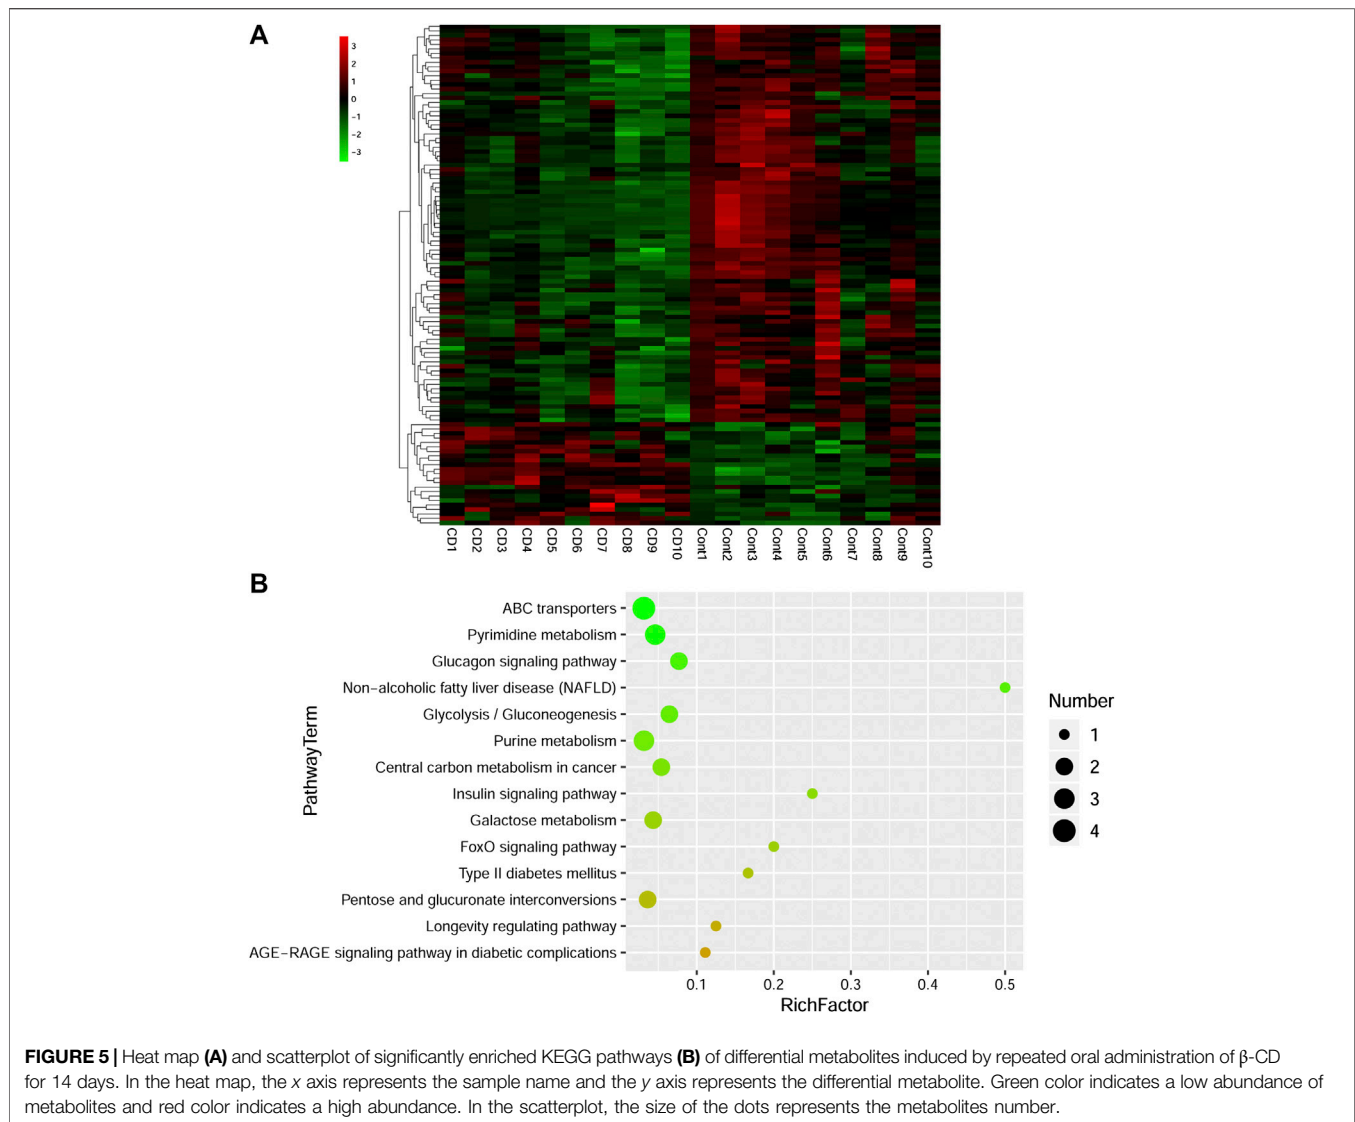 A
3
2
1
0
−1
−2
−3
CD1
CD2
CD3
CD4
CD5
CD6
CD7
CD8
CD9
CD10
Cont1
Cont2
Cont3
Cont4
Cont5
Cont6
Cont7
Cont8
Cont9
Cont10
B
PathwayTerm
ABC transporters
Pyrimidine metabolism
Glucagon signaling pathway
Non−alcoholic fatty liver disease (NAFLD)
Glycolysis / Gluconeogenesis
Purine metabolism
Central carbon metabolism in cancer
Insulin signaling pathway
Galactose metabolism
FoxO signaling pathway
Type II diabetes mellitus
Pentose and glucuronate interconversions
Longevity regulating pathway
AGE−RAGE signaling pathway in diabetic complications
0.1 0.2 0.3 0.4 0.5
RichFactor
Number
1
2
3
4
FIGURE 5 | Heat map (A) and scatterplot of significantly enriched KEGG pathways (B) of differential metabolites induced by repeated oral administration of β-CD
for 14 days. In the heat map, the x axis represents the sample name and the y axis represents the differential metabolite. Green color indicates a low abundance of
metabolites and red color indicates a high abundance. In the scatterplot, the size of the dots represents the metabolites number.